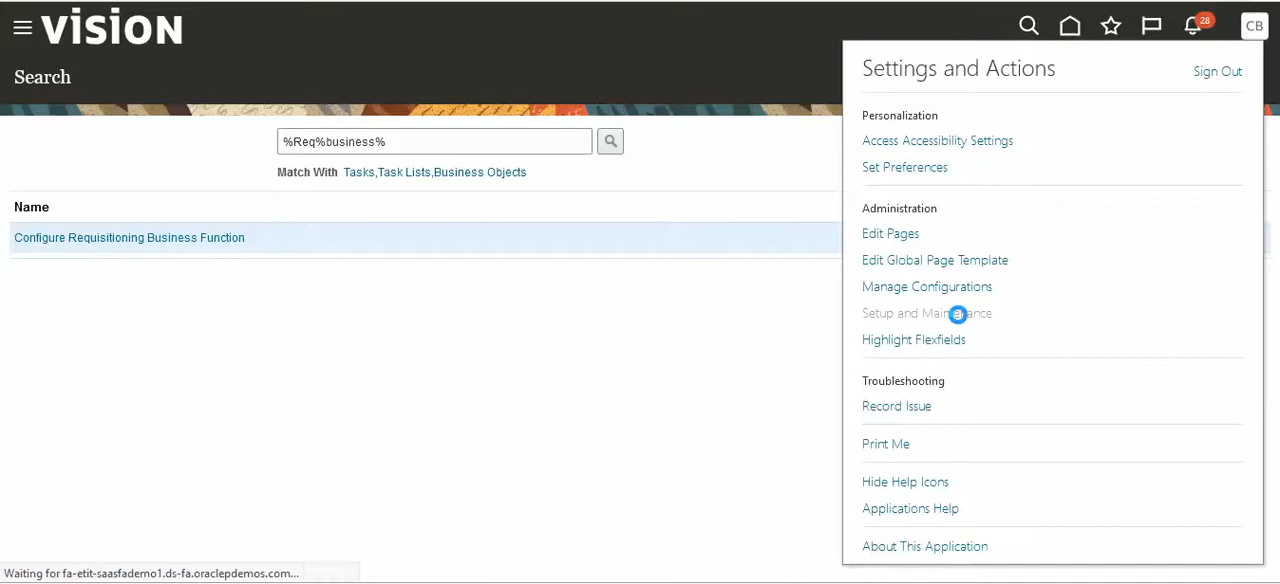 VISION
28
CB
Search
Settings and Actions
Sign Out
%Req%business%
Match With Tasks,Task Lists,Business Objects
Name
Configure Requisitioning Business Function
Personalization
Access Accessibility Settings
Set Preferences
Administration
Edit Pages
Edit Global Page Template
Manage Configurations
Setup and Maintenance
Highlight Flexfields
Troubleshooting
Record Issue
Print Me
Hide Help Icons
Applications Help
About This Application
Waiting for fa-etit-saasfademo1.ds-fa.oraclepdemos.com...